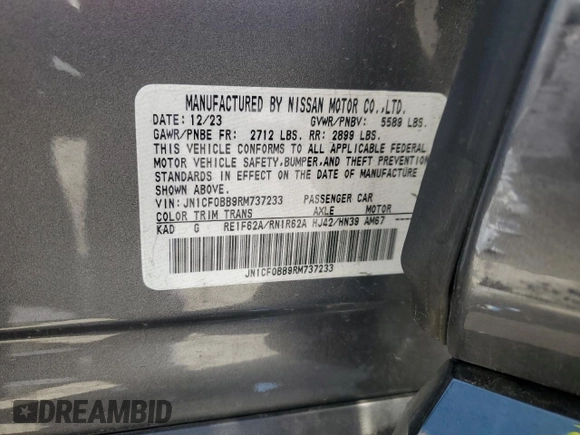 MANUFACTURED BY NISSAN MOTOR CO.,LTD.
DATE: 12/23 GVWR/PNBV: 5589 LBS.
GAWR/PNBE FR: 2712 LBS. RR: 2899 LBS.
THIS VEHICLE CONFORMS TO ALL APPLICABLE FEDERAL
MOTOR VEHICLE SAFETY,BUMPER,AND THEFT PREVENTION
STANDARDS IN EFFECT ON THE DATE OF MANUFACTURE
SHOWN ABOVE.
VIN: JN1CF0BB9RM737233 PASSENGER CAR
COLOR TRIM TRANS AXLE MOTOR
KAD G RE1F62A/RN1R62A HJ42/HN39 AM67
JN1CF0BB9RM737233
DREAMBID